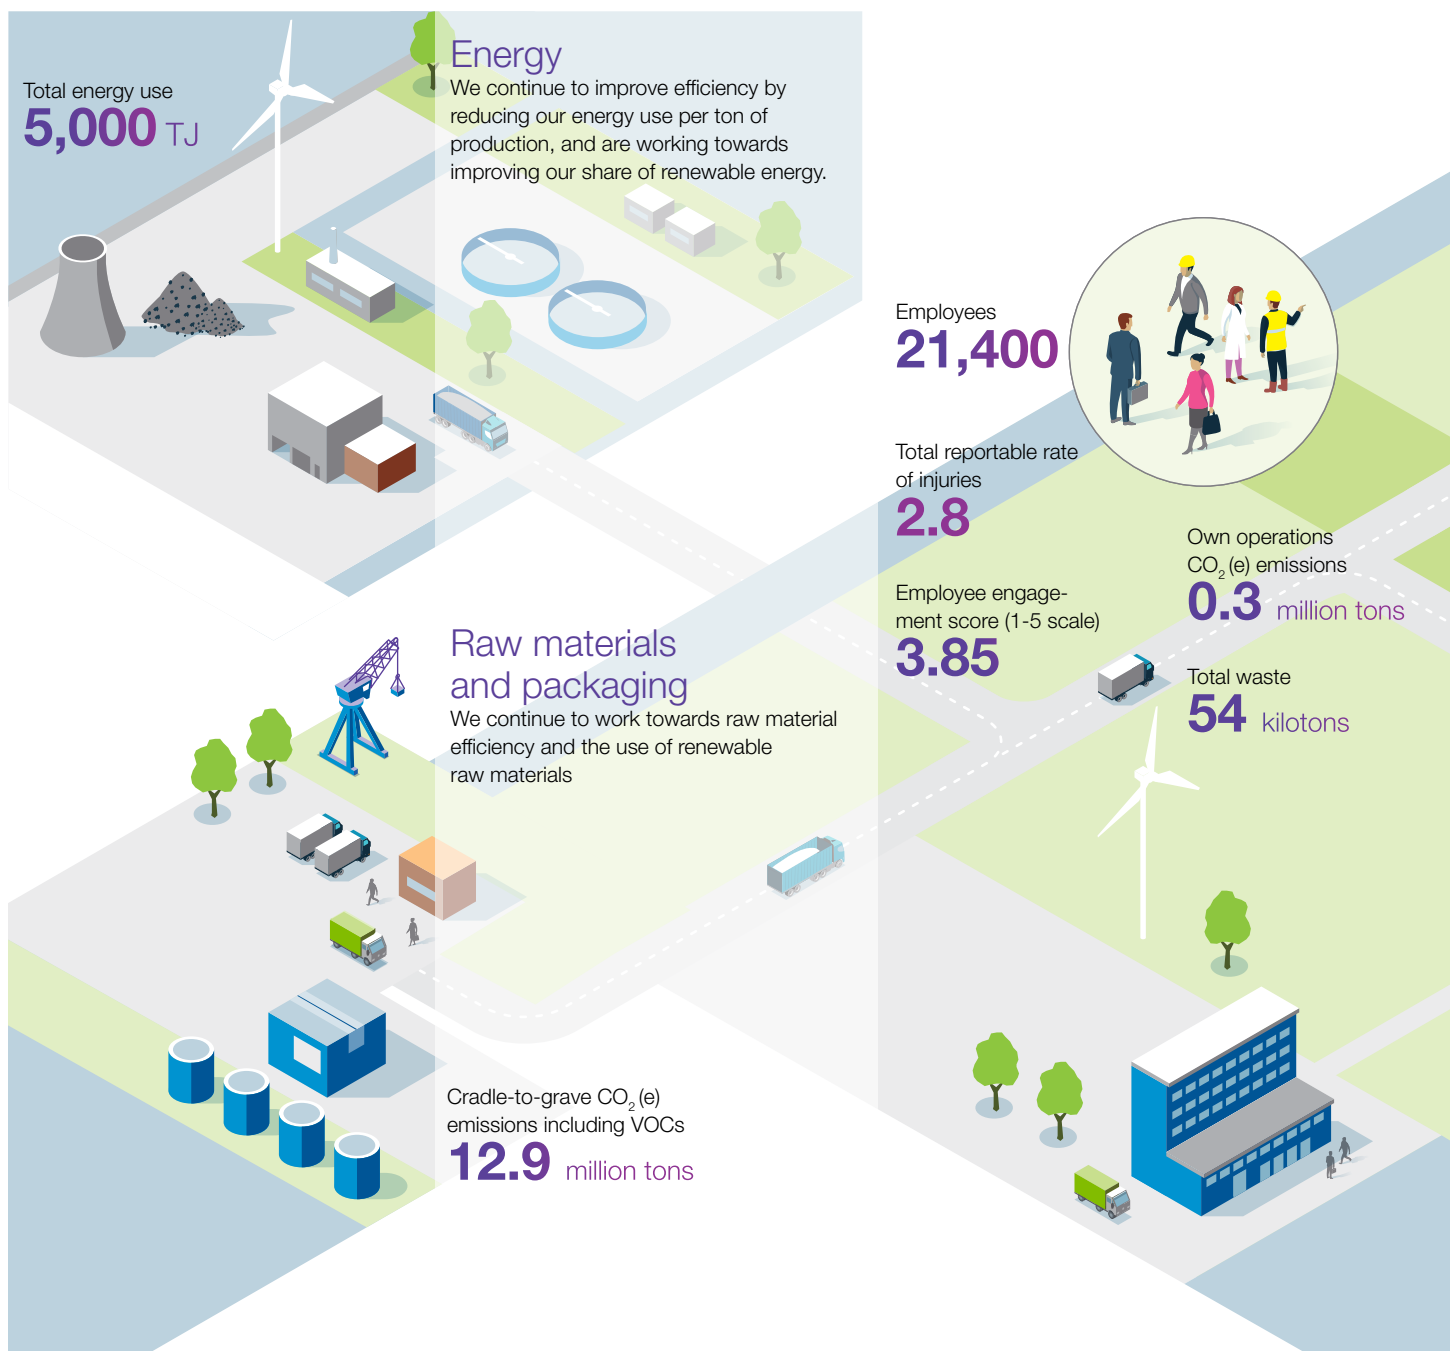 Total energy use
5,000 TJ
Energy
We continue to improve efficiency by
reducing our energy use per ton of
production, and are working towards
improving our share of renewable energy.
Employees
21,400
Total reportable rate
of injuries
2.8
Employee engage-
ment score (1-5 scale)
3.85
Own operations
CO₂ (e) emissions
0.3 million tons
Total waste
54 kilotons
Raw materials
and packaging
We continue to work towards raw material
efficiency and the use of renewable
raw materials
Cradle-to-grave CO₂ (e)
emissions including VOCs
12.9 million tons